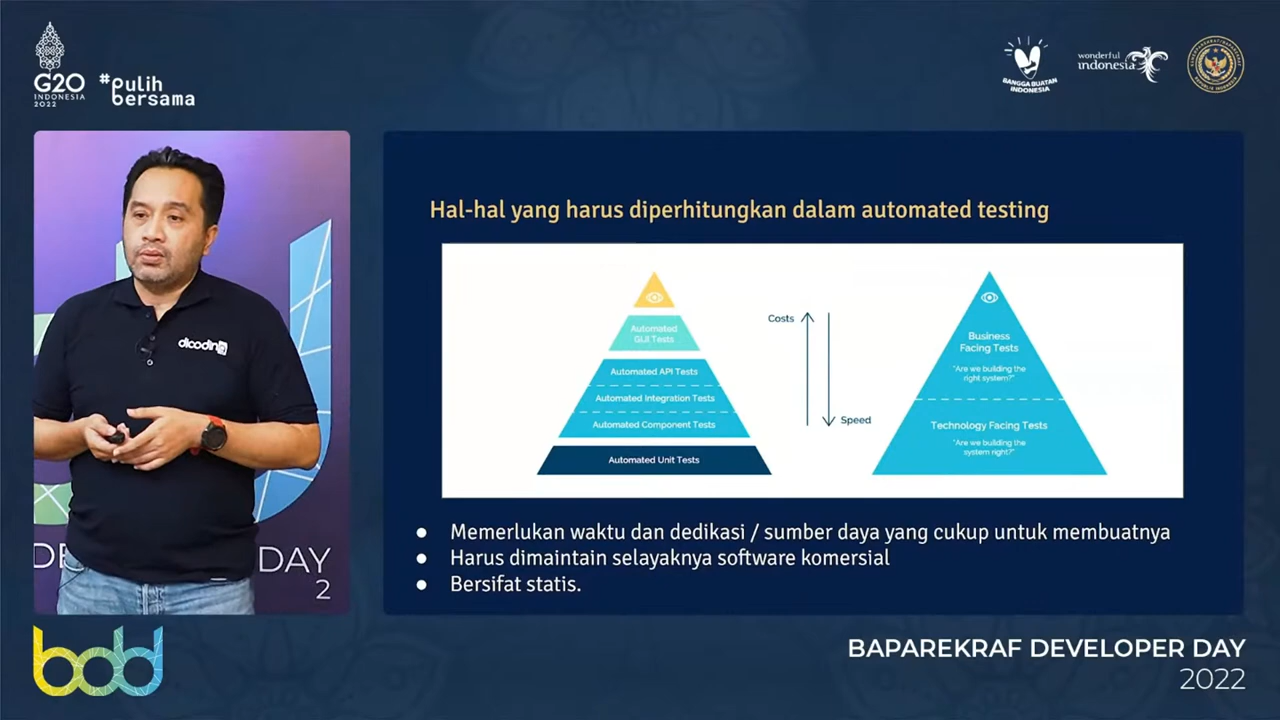 G20
INDONESIA
2022
#pulih
bersama
BANGGA BUATAN
INDONESIA
wonderful
indonesia
dicoding
DAY
2
Hal-hal yang harus diperhitungkan dalam automated testing
Automated
GUI Tests
Automated API Tests
Automated Integration Tests
Automated Component Tests
Automated Unit Tests
Costs
Speed
Business
Facing Tests
"Are we building the
right system?"
Technology Facing Tests
"Are we building the
system right?"
● Memerlukan waktu dan dedikasi / sumber daya yang cukup untuk membuatnya
● Harus dimaintain selayaknya software komersial
● Bersifat statis.
bdd
BAPAREKRAF DEVELOPER DAY
2022